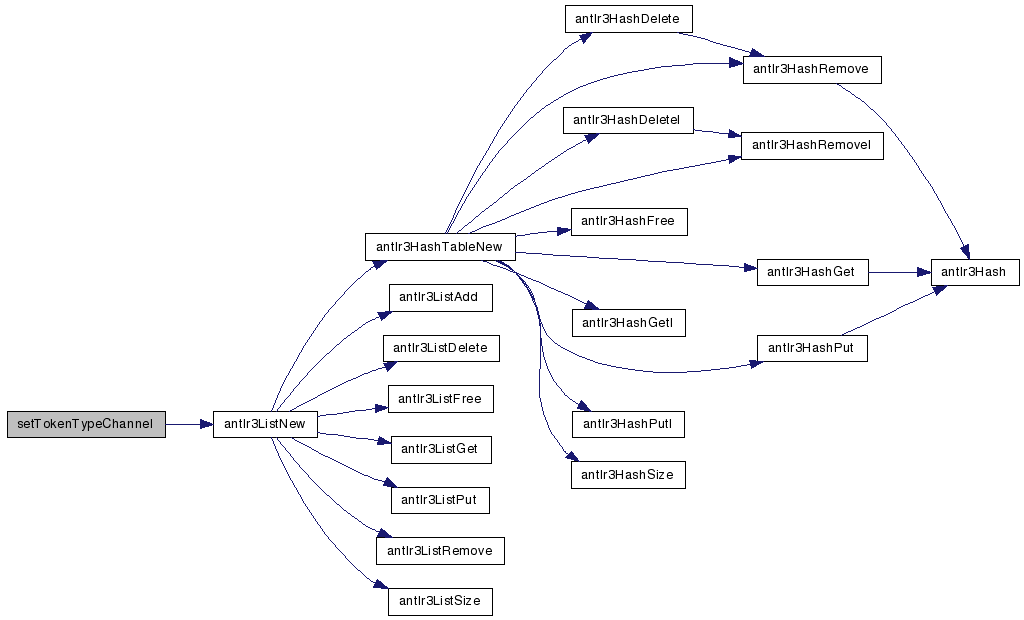 antlr3HashDelete
antlr3HashRemove
antlr3HashDeleteI
antlr3HashRemoveI
antlr3HashFree
antlr3HashTableNew
antlr3HashGet
antlr3Hash
antlr3ListAdd
antlr3HashGetI
antlr3ListDelete
antlr3HashPut
antlr3ListFree
setTokenTypeChannel
antlr3ListNew
antlr3HashPutI
antlr3ListGet
antlr3HashSize
antlr3ListPut
antlr3ListRemove
antlr3ListSize